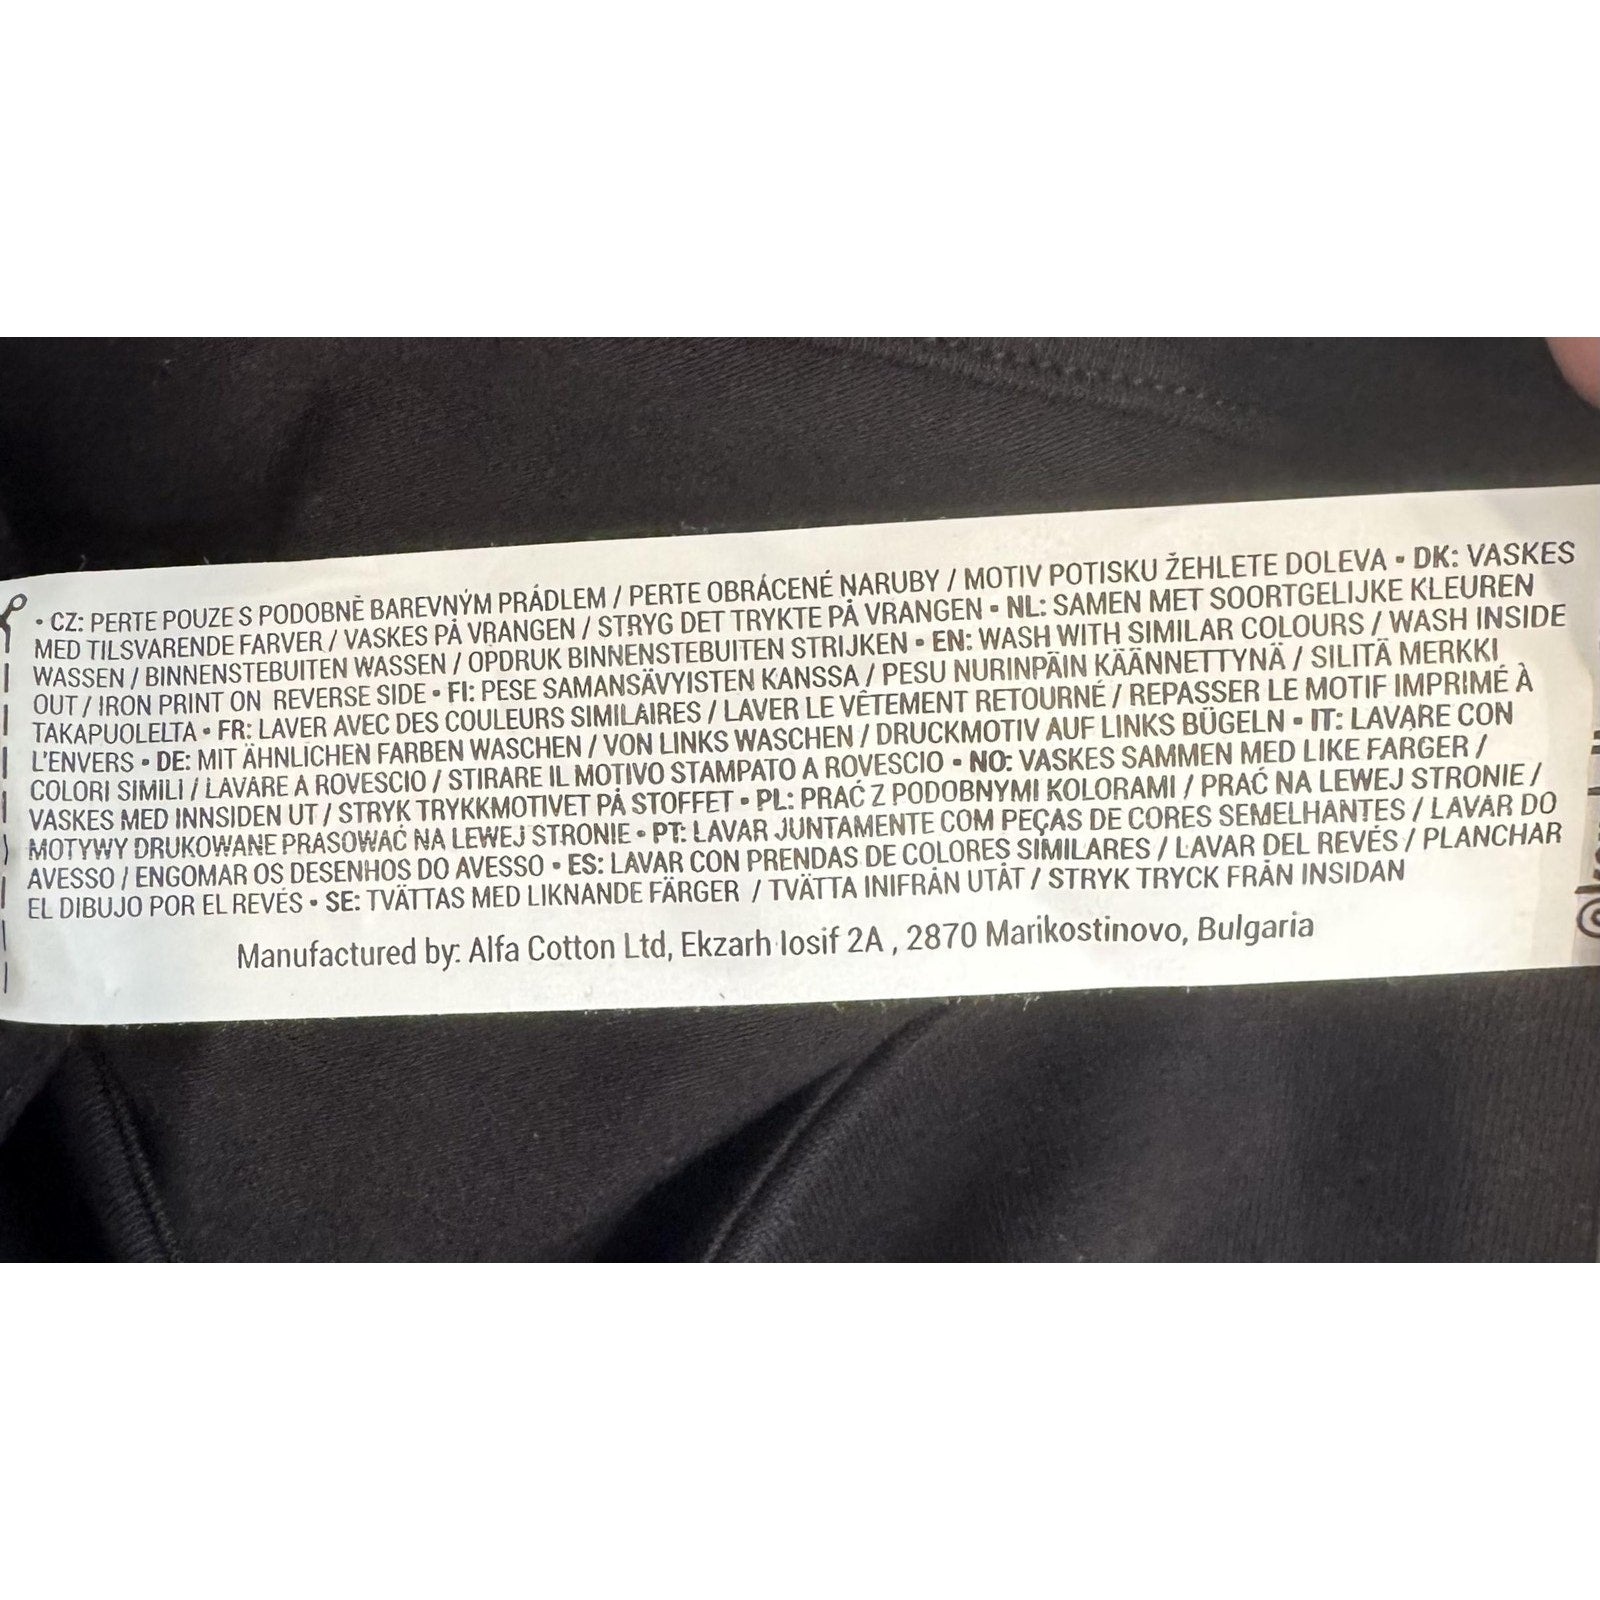 • CZ: PERTE POUZE S PODOBNĚ BAREVNÝM PRÁDLEM / PERTE OBRÁCENÉ NARUBY / MOTIV POTISKU ŽEHLETE DOLEVA • DK: VASKES
MED TILSVARENDE FARVER / VASKES PÅ VRANGEN / STRYG DET TRYKTE PÅ VRANGEN • NL: SAMEN MET SOORTGELIJKE KLEUREN
WASSEN / BINNENSTEBUITEN WASSEN / OPDRUK BINNENSTEBUITEN STRIJKEN • EN: WASH WITH SIMILAR COLOURS / WASH INSIDE
OUT / IRON PRINT ON REVERSE SIDE • FI: PESE SAMANSÄVYISTEN KANSSA / PESU NURINPÄIN KÄÄNNETTYNÄ / SILITÄ MERKKI
TAKAPUOLELTA • FR: LAVER AVEC DES COULEURS SIMILAIRES / LAVER LE VÊTEMENT RETOURNÉ / REPASSER LE MOTIF IMPRIMÉ À
L'ENVERS • DE: MIT ÄHNLICHEN FARBEN WASCHEN / VON LINKS WASCHEN / DRUCKMOTIV AUF LINKS BÜGELN • IT: LAVARE CON
COLORI SIMILI / LAVARE A ROVESCIO / STIRARE IL MOTIVO STAMPATO A ROVESCIO • NO: VASKES SAMMEN MED LIKE FARGER /
VASKES MED INNSIDEN UT / STRYK TRYKKMOTIVET PÅ STOFFET • PL: PRAĆ Z PODOBNYMI KOLORAMI / PRAĆ NA LEWEJ STRONIE /
MOTYWY DRUKOWANE PRASOWAĆ NA LEWEJ STRONIE • PT: LAVAR JUNTAMENTE COM PEÇAS DE CORES SEMELHANTES / LAVAR DO
AVESSO / ENGOMAR OS DESENHOS DO AVESSO • ES: LAVAR CON PRENDAS DE COLORES SIMILARES / LAVAR DEL REVÉS / PLANCHAR
EL DIBUJO POR EL REVÉS • SE: TVÄTTAS MED LIKNANDE FÄRGER / TVÄTTA INIFRÅN UTÅT / STRYK TRYCK FRÅN INSIDAN
Manufactured by: Alfa Cotton Ltd, Ekzarh Iosif 2A , 2870 Marikostinovo, Bulgaria